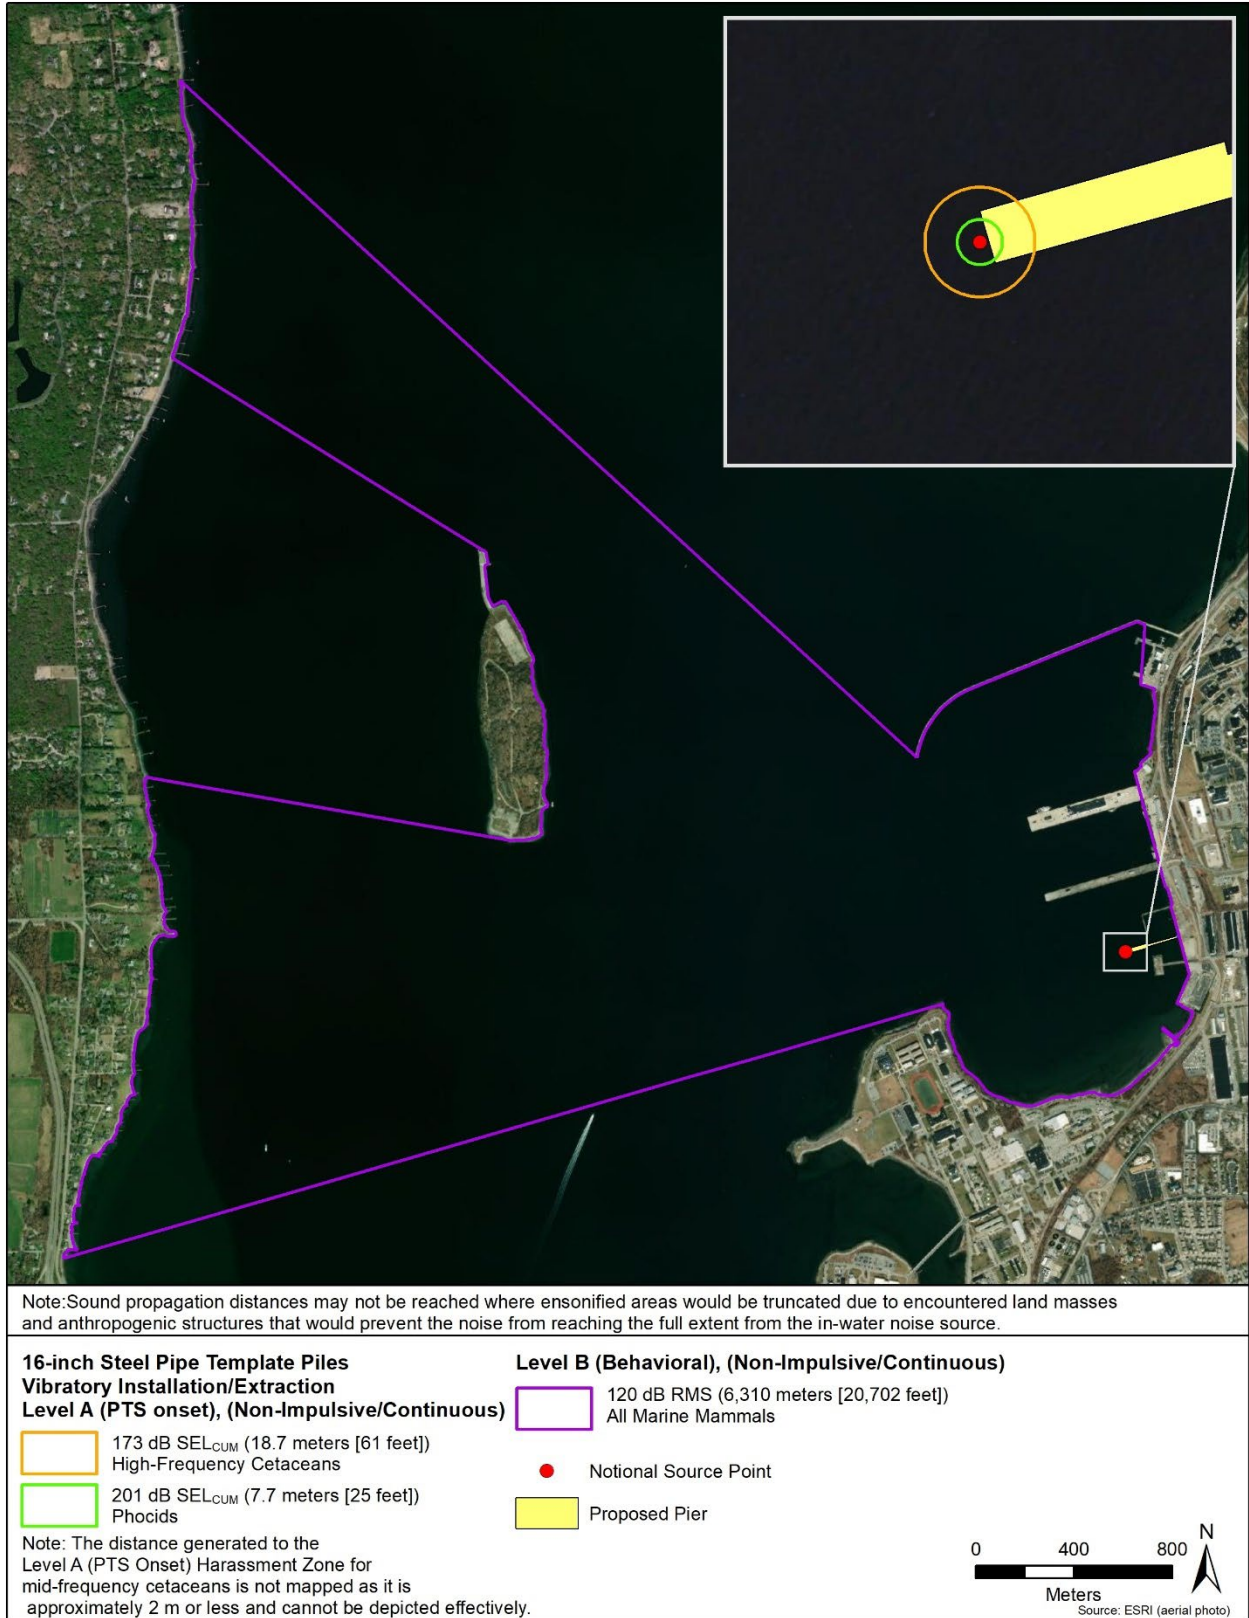 Note:Sound propagation distances may not be reached where ensonified areas would be truncated due to encountered land masses
and anthropogenic structures that would prevent the noise from reaching the full extent from the in-water noise source.
16-inch Steel Pipe Template Piles
Vibratory Installation/Extraction
Level A (PTS onset), (Non-Impulsive/Continuous)
173 dB SELCUM (18.7 meters [61 feet])
High-Frequency Cetaceans
201 dB SELCUM (7.7 meters [25 feet])
Phocids
Note: The distance generated to the
Level A (PTS Onset) Harassment Zone for
mid-frequency cetaceans is not mapped as it is
approximately 2 m or less and cannot be depicted effectively.
Level B (Behavioral), (Non-Impulsive/Continuous)
120 dB RMS (6,310 meters [20,702 feet])
All Marine Mammals
Notional Source Point
Proposed Pier
0 400 800
Meters
N
Source: ESRI (aerial photo)